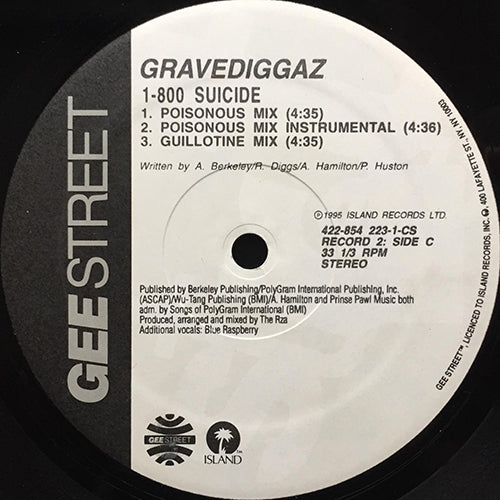 GEE STREET
GRAVEDIGGAZ
1-800 SUICIDE
1. POISONOUS MIX (4:35)
2. POISONOUS MIX INSTRUMENTAL (4:36)
3. GUILLOTINE MIX (4:35)
Written by A. Berkeley/R. Diggs/A. Hamilton/P. Huston
℗1995 ISLAND RECORDS LTD.
422-854 223-1-CS
RECORD 2: SIDE C
33 1/3 RPM
STEREO
Published by Berkeley Publishing/PolyGram International Publishing, Inc.
(ASCAP)/Wu-Tang Publishing (BMI)/A. Hamilton and Prinse Pawl Music both
adm. by Songs of PolyGram International (BMI)
Produced, arranged and mixed by The Rza
Additional vocals: Blue Raspberry
GEE STREET
ISLAND
GEE STREET™, LICENCED TO ISLAND RECORDS, INC. 400 LAFAYETTE ST., NY, NY 10003